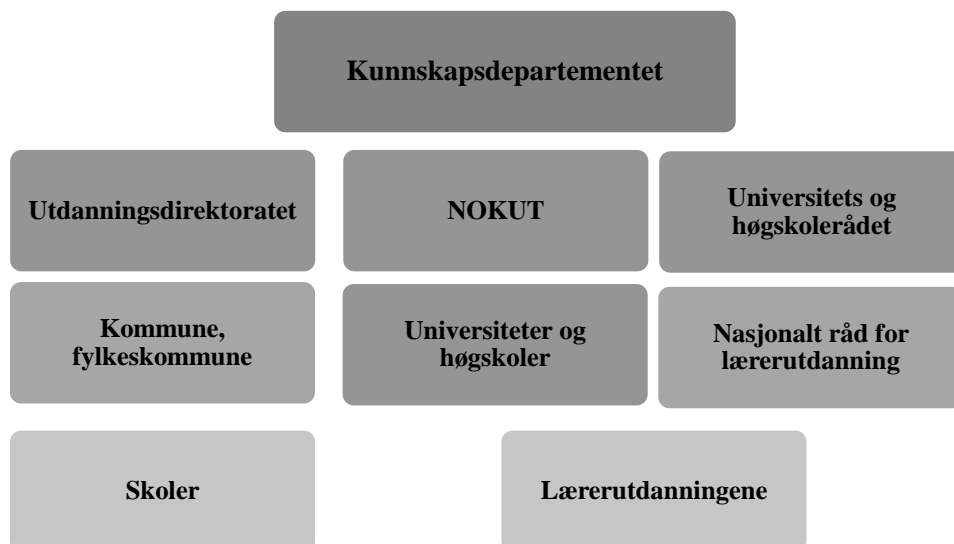 Kunnskapsdepartementet
Utdanningsdirektoratet
NOKUT
Universitets og
høgskolerådet
Kommune,
fylkeskommune
Universiteter og
høgskoler
Nasjonalt råd for
lærerutdanning
Skoler
Lærerutdanningene